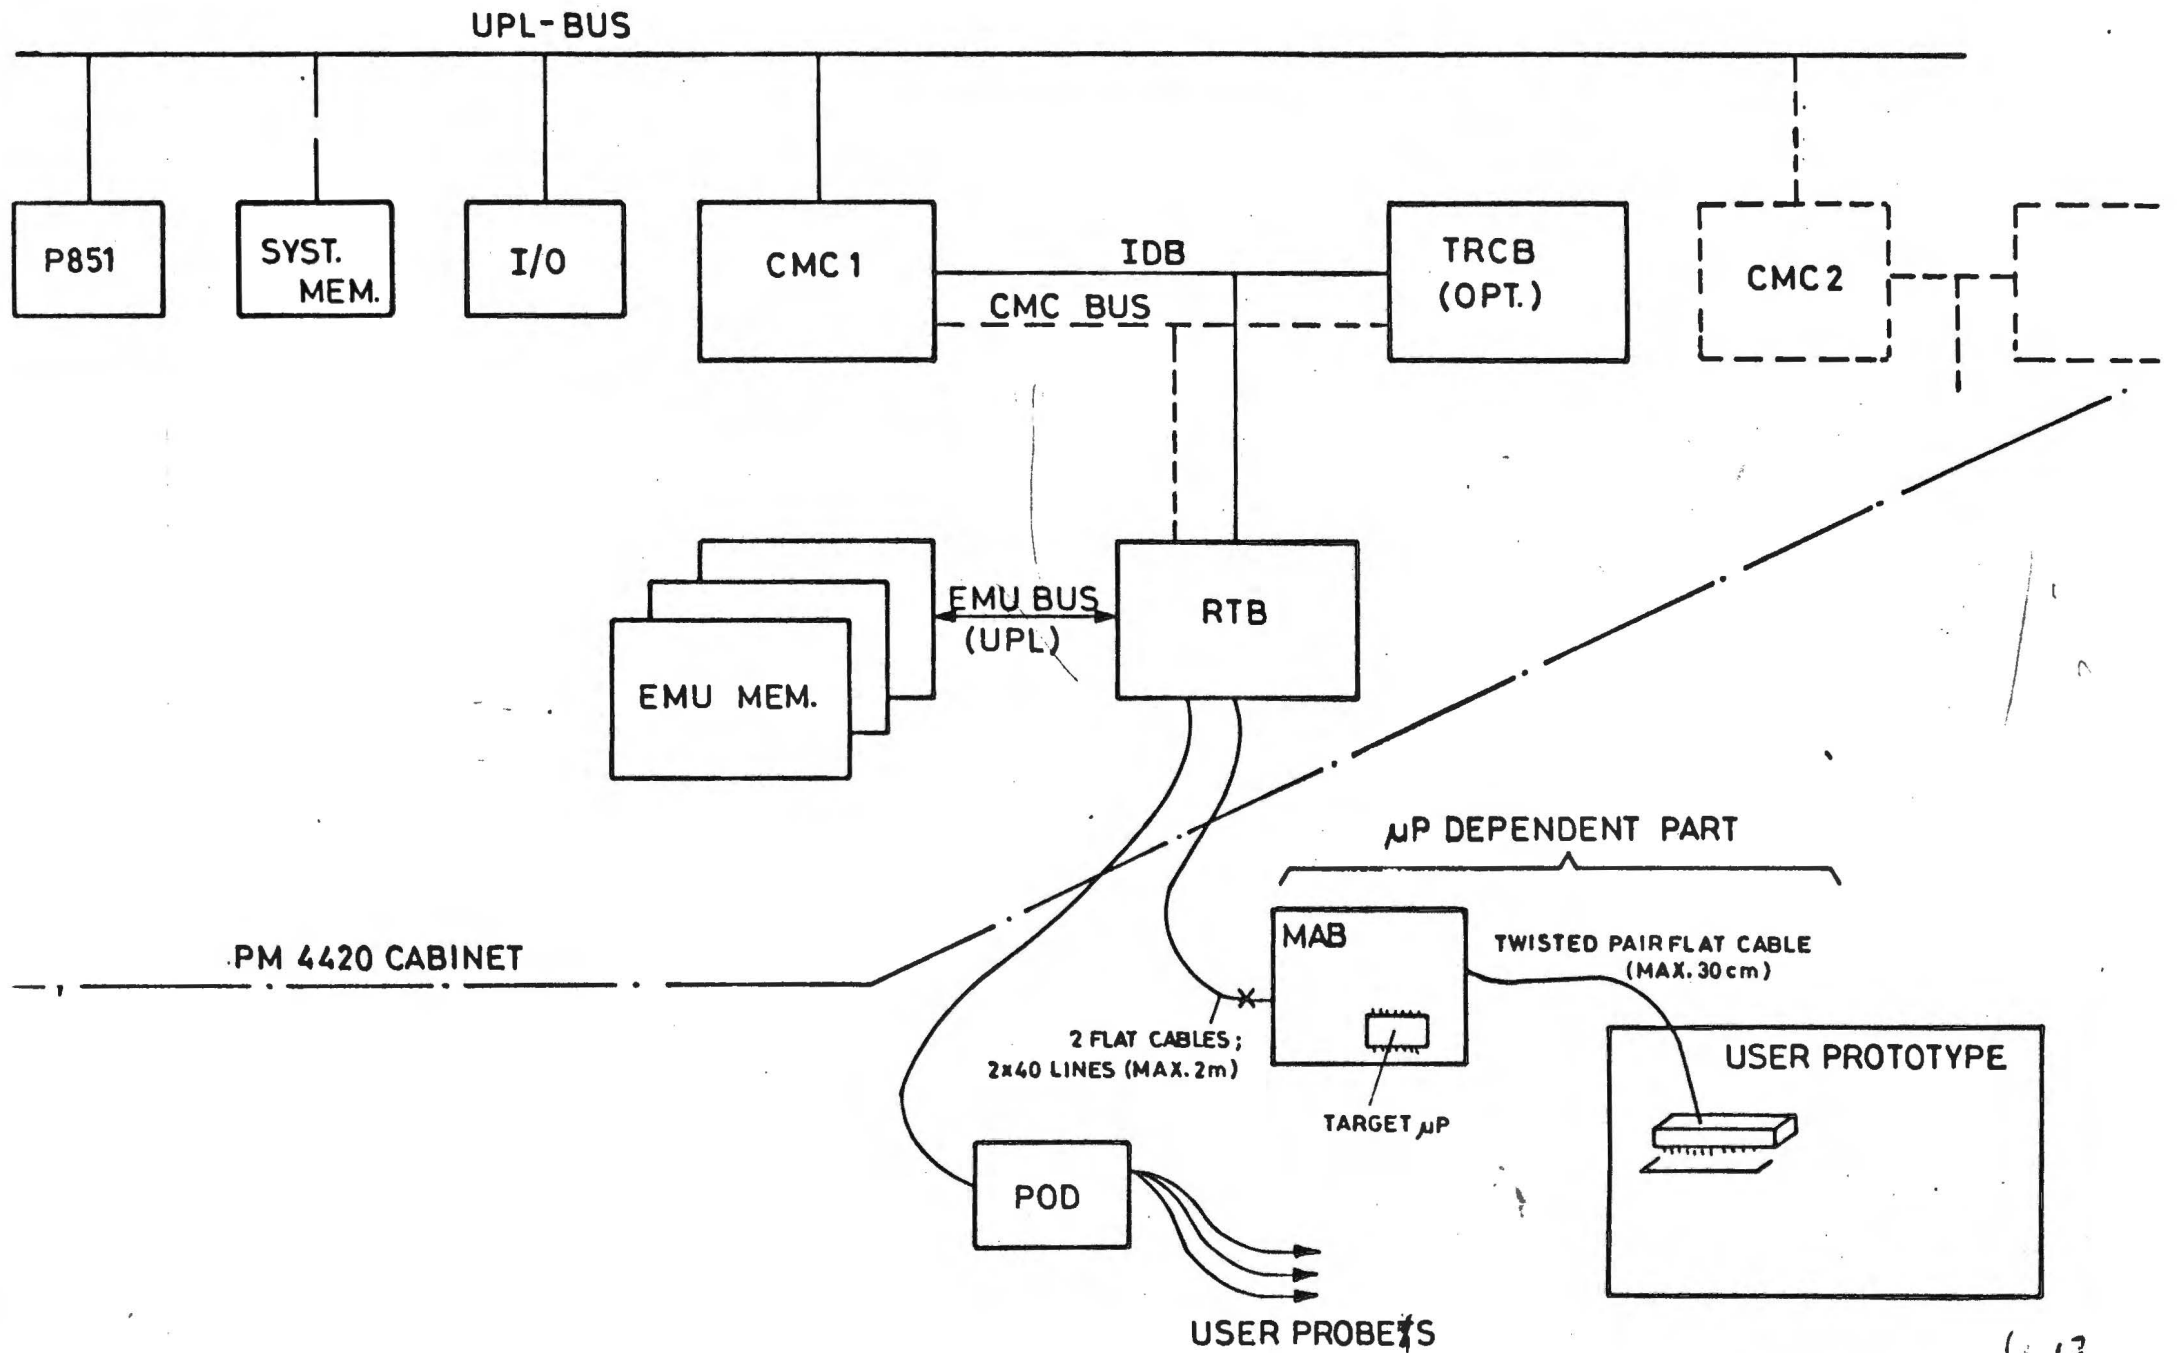 UPL-BUS
P851
SYST.
MEM.
I/O
CMC 1
IDB
CMC BUS
TRCB
(OPT.)
CMC 2
EMU BUS
(UPL)
RTB
EMU MEM.
µP DEPENDENT PART
PM 4420 CABINET
MAB
TWISTED PAIR FLAT CABLE
(MAX. 30 cm)
2 FLAT CABLES;
2x40 LINES (MAX. 2m)
TARGET µP
USER PROTOTYPE
POD
USER PROBES